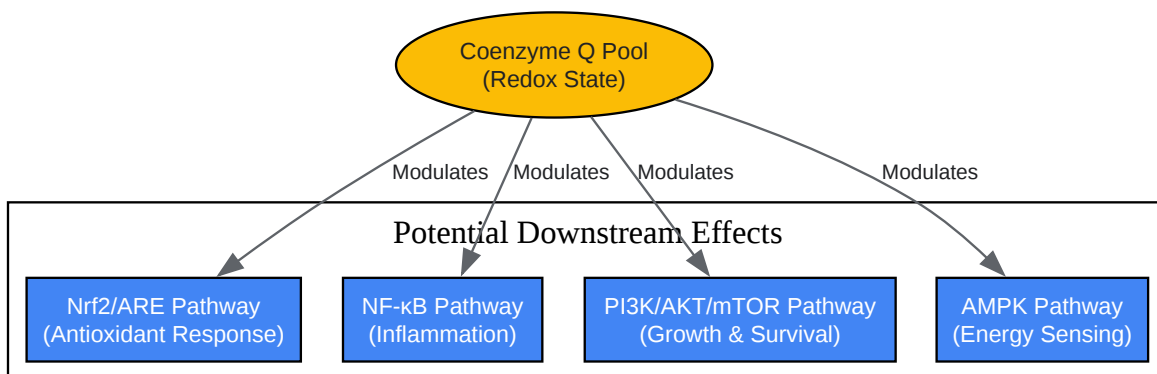 Coenzyme Q Pool
(Redox State)
Modulates
Modulates
Modulates
Modulates
Potential Downstream Effects
Nrf2/ARE Pathway
(Antioxidant Response)
NF-κB Pathway
(Inflammation)
PI3K/AKT/mTOR Pathway
(Growth & Survival)
AMPK Pathway
(Energy Sensing)